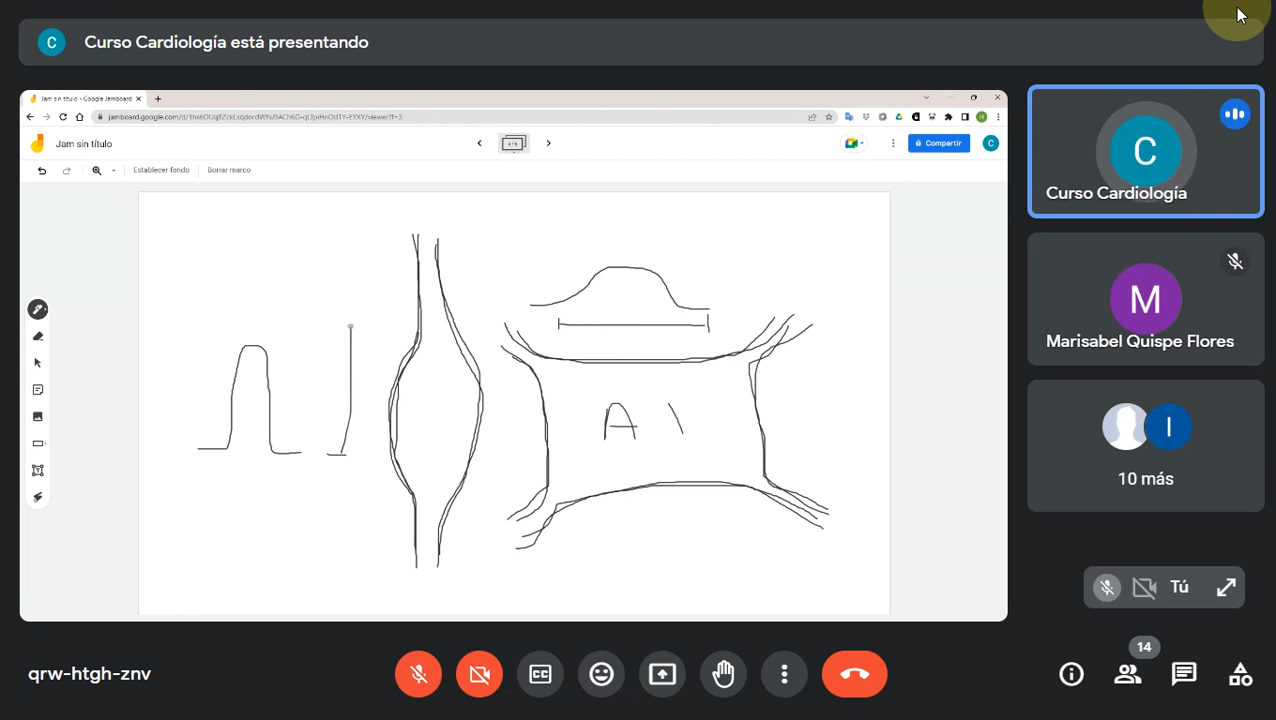 C Curso Cardiología está presentando
Jam sin título - Google Jamboard
Jam sin título
Compartir
C
Establecer fondo
Borrar marco
A
C
Curso Cardiología
M
Marisabel Quispe Flores
I
10 más
Tú
qrw-htgh-znv
CC
14